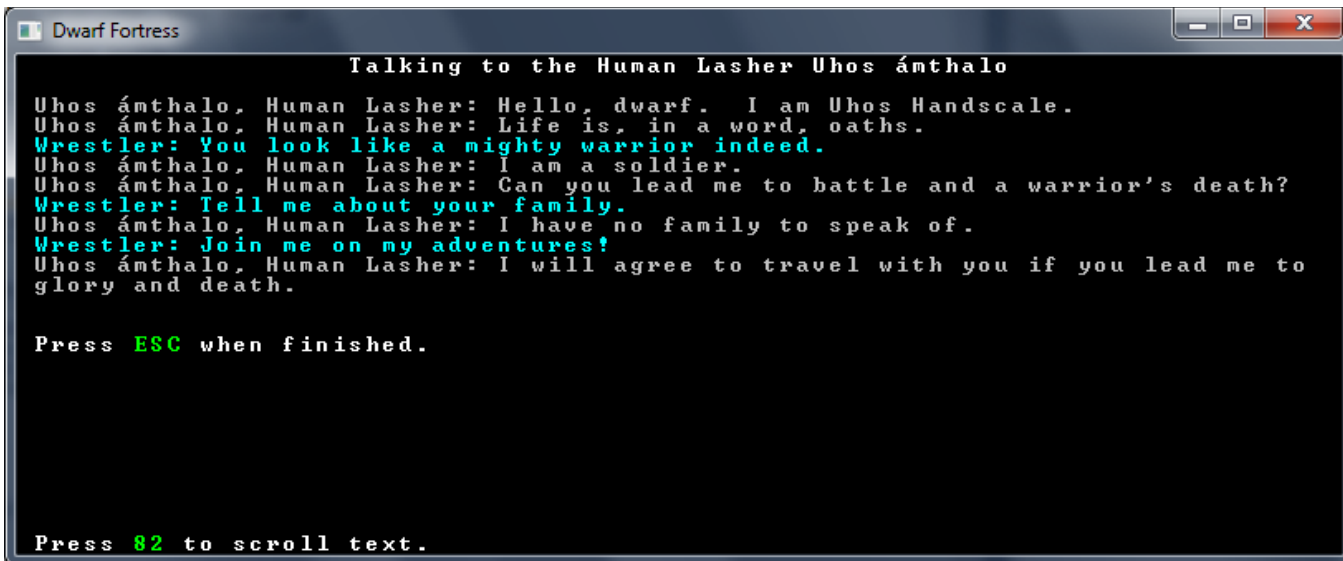 Dwarf Fortress
Talking to the Human Lasher Uhos ámthalo
Uhos ámthalo, Human Lasher: Hello, dwarf.  I am Uhos Handscale.
Uhos ámthalo, Human Lasher: Life is, in a word, oaths.
Wrestler: You look like a mighty warrior indeed.
Uhos ámthalo, Human Lasher: I am a soldier.
Uhos ámthalo, Human Lasher: Can you lead me to battle and a warrior's death?
Wrestler: Tell me about your family.
Uhos ámthalo, Human Lasher: I have no family to speak of.
Wrestler: Join me on my adventures!
Uhos ámthalo, Human Lasher: I will agree to travel with you if you lead me to
glory and death.
Press ESC when finished.
Press 82 to scroll text.